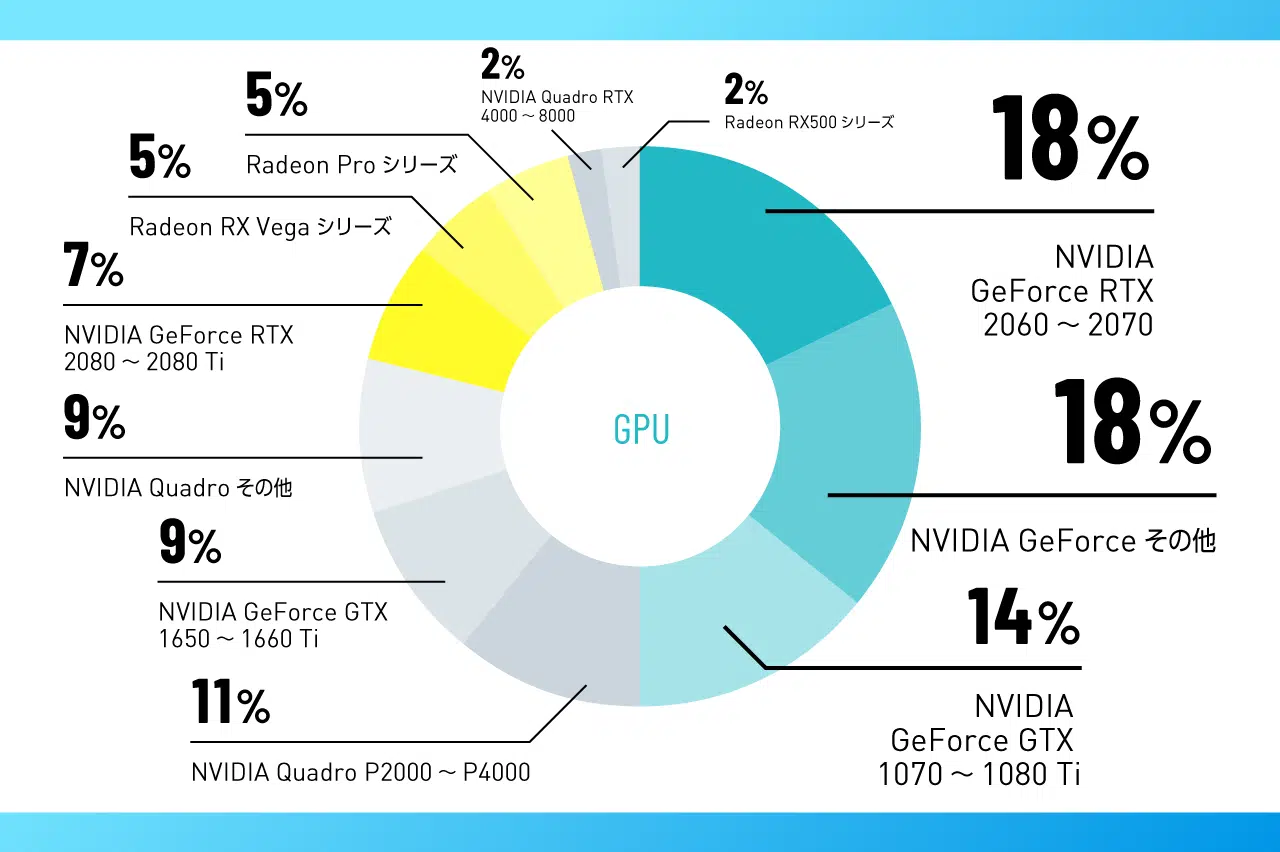 18%
NVIDIA
GeForce RTX
2060 ~ 2070
18%
NVIDIA GeForce その他
14%
NVIDIA
GeForce GTX
1070 ~ 1080 Ti
11%
NVIDIA Quadro P2000 ~ P4000
9%
NVIDIA GeForce GTX
1650 ~ 1660 Ti
9%
NVIDIA Quadro その他
7%
NVIDIA GeForce RTX
2080 ~ 2080 Ti
5%
Radeon RX Vega シリーズ
5%
Radeon Pro シリーズ
2%
NVIDIA Quadro RTX
4000 ~ 8000
2%
Radeon RX500 シリーズ
GPU